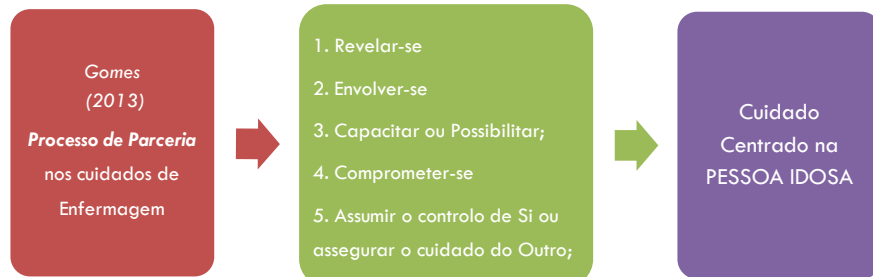 Gomes
(2013)
Processo de Parceria
nos cuidados de
Enfermagem
1. Revelar-se
2. Envolver-se
3. Capacitar ou Possibilitar;
4. Comprometer-se
5. Assumir o controlo de Si ou
assegurar o cuidado do Outro;
Cuidado
Centrado na
PESSOA IDOSA